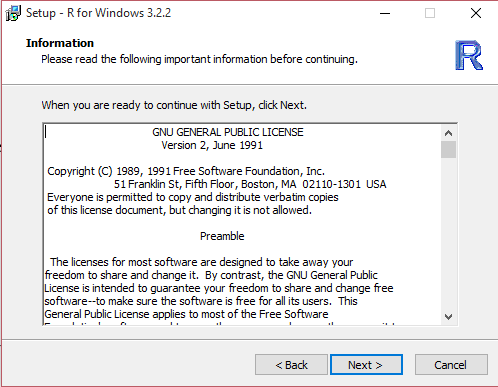 Setup - R for Windows 3.2.2
Information
Please read the following important information before continuing.
R
When you are ready to continue with Setup, click Next.
GNU GENERAL PUBLIC LICENSE
Version 2, June 1991
Copyright (C) 1989, 1991 Free Software Foundation, Inc.
51 Franklin St, Fifth Floor, Boston, MA 02110-1301 USA
Everyone is permitted to copy and distribute verbatim copies
of this license document, but changing it is not allowed.
Preamble
The licenses for most software are designed to take away your
freedom to share and change it. By contrast, the GNU General Public
License is intended to guarantee your freedom to share and change free
software--to make sure the software is free for all its users. This
General Public License applies to most of the Free Software
< Back
Next >
Cancel